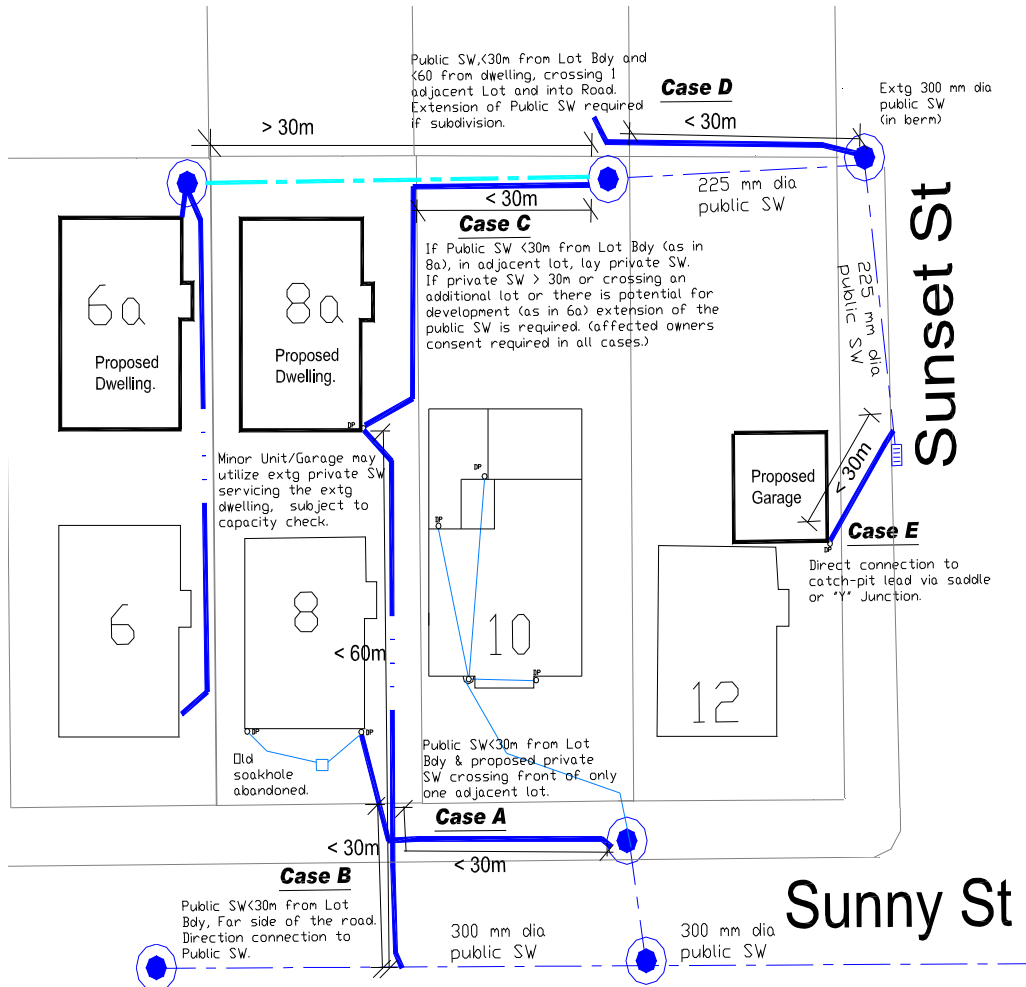 Public SW,<30m from Lot Bdy and
<60 from dwelling, crossing 1
adjacent Lot and into Road.
Extension of Public SW required
if subdivision.
Case D
Extg 300 mm dia
public SW
(in berm)
> 30m
< 30m
225 mm dia
public SW
< 30m
Case C
If Public SW <30m from Lot Bdy (as in
8a), in adjacent lot, lay private SW.
If private SW > 30m or crossing an
additional lot or there is potential for
development (as in 6a) extension of the
public SW is required. (affected owners
consent required in all cases.)
225 mm dia
public SW
Sunset St
6a
Proposed
Dwelling.
8a
Proposed
Dwelling.
DP
Minor Unit/Garage may
utilize extg private SW
servicing the extg
dwelling, subject to
capacity check.
DP
DP
Proposed
Garage
< 30m
DP
Case E
Direct connection to
catch-pit lead via saddle
or "Y" Junction.
6
8
< 60m
10
12
DP
DP
DP
Old
soakhole
abandoned.
Public SW<30m from Lot
Bdy & proposed private
SW crossing front of only
one adjacent lot.
Case A
< 30m
< 30m
Case B
Public SW<30m from Lot
Bdy, Far side of the road.
Direction connection to
Public SW.
300 mm dia
public SW
300 mm dia
public SW
Sunny St